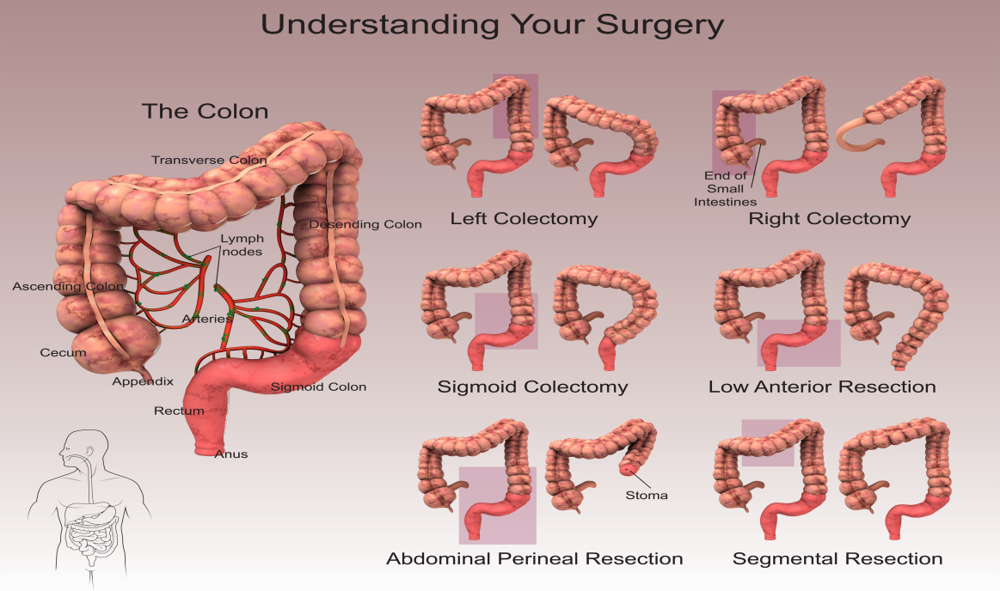 Understanding Your Surgery
The Colon
Transverse Colon
Desending Colon
Lymph
nodes
Ascending Colon
Arteries
Cecum
Appendix
Sigmoid Colon
Rectum
Anus
Left Colectomy
End of
Small
Intestines
Right Colectomy
Sigmoid Colectomy
Low Anterior Resection
Stoma
Abdominal Perineal Resection
Segmental Resection